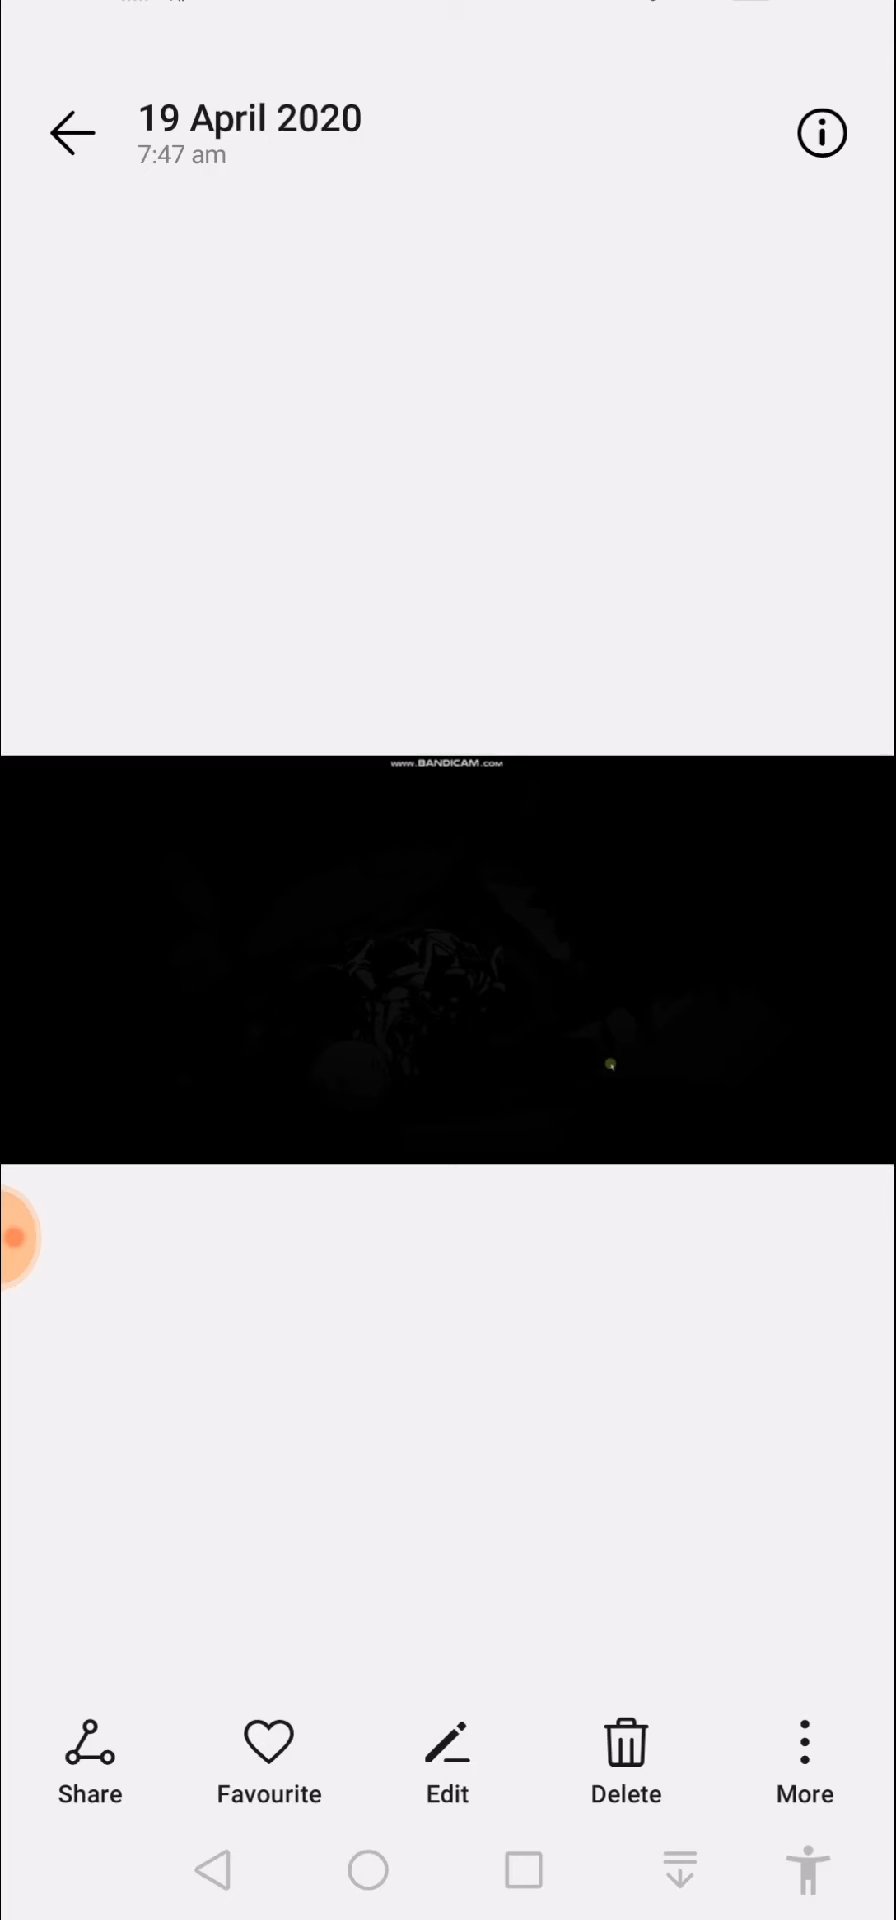 19 April 2020
7:47 am
www.BANDICAM.COM
Share
Favourite
Edit
Delete
More